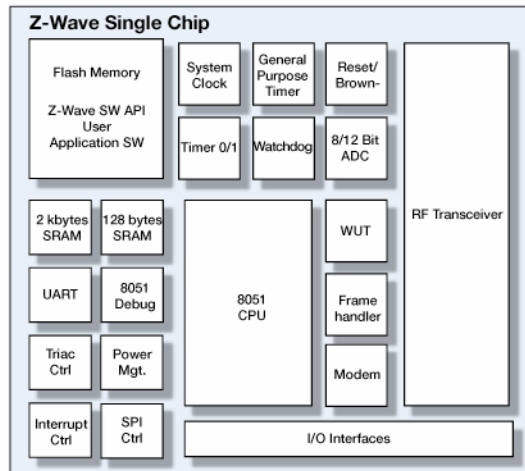 Z-Wave Single Chip
Flash Memory
Z-Wave SW API
User
Application SW
System
Clock
General
Purpose
Timer
Reset/
Brown-
Timer 0/1
Watchdog
8/12 Bit
ADC
RF Transceiver
2 kbytes
SRAM
128 bytes
SRAM
8051
CPU
WUT
UART
8051
Debug
Frame
handler
Triac
Ctrl
Power
Mgt.
Modem
Interrupt
Ctrl
SPI
Ctrl
I/O Interfaces